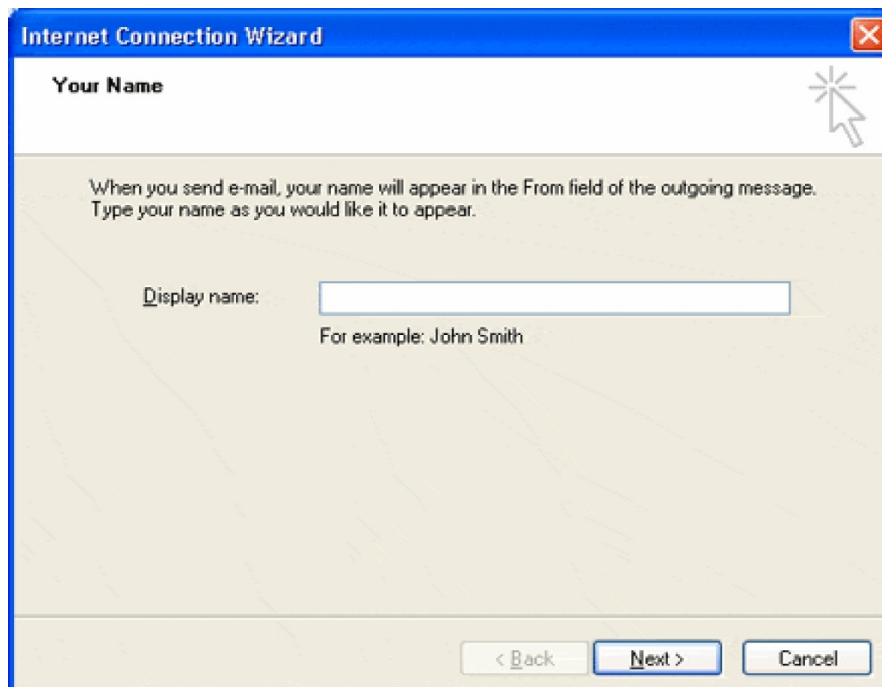 Internet Connection Wizard
Your Name
When you send e-mail, your name will appear in the From field of the outgoing message.
Type your name as you would like it to appear.
Display name:
For example: John Smith
< Back Next > Cancel